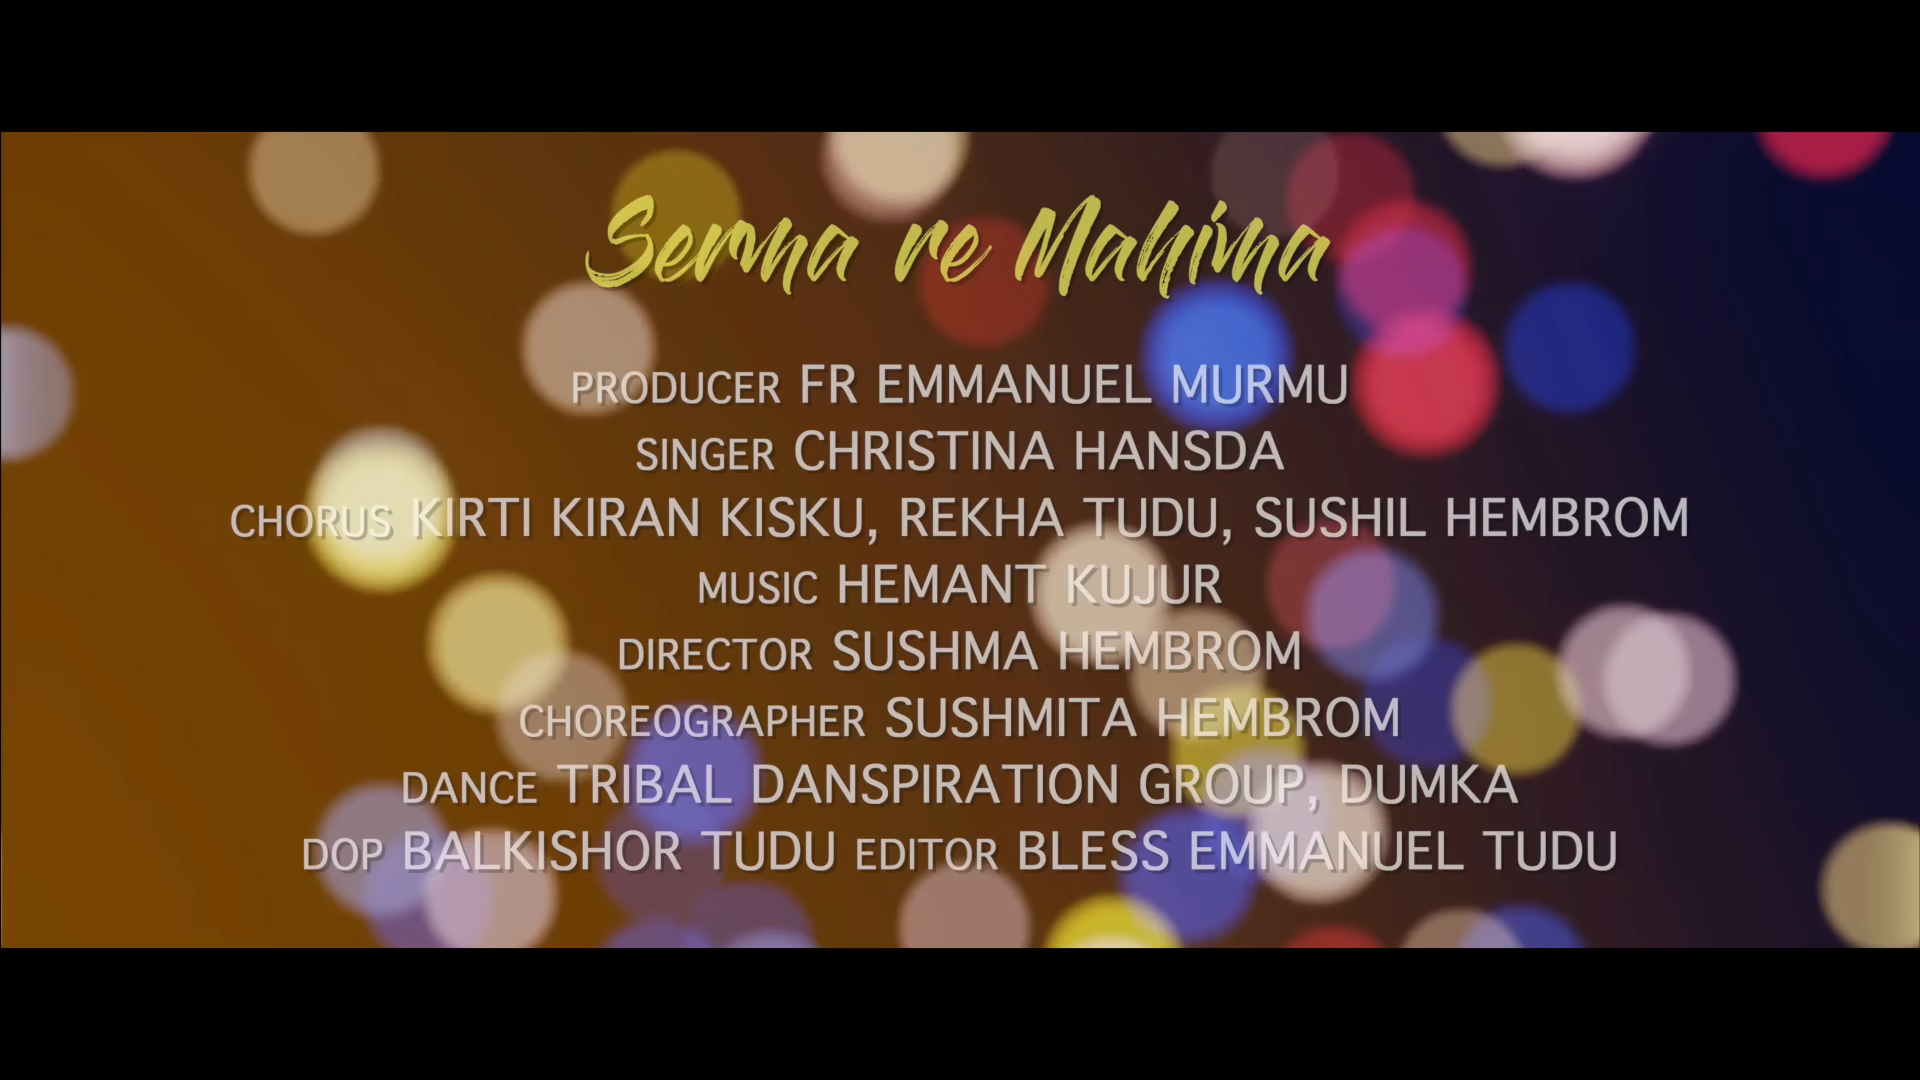 Serma re Mahima
PRODUCER FR EMMANUEL MURMU
SINGER CHRISTINA HANSDA
CHORUS KIRTI KIRAN KISKU, REKHA TUDU, SUSHIL HEMBROM
MUSIC HEMANT KUJUR
DIRECTOR SUSHMA HEMBROM
CHOREOGRAPHER SUSHMITA HEMBROM
DANCE TRIBAL DANSPIRATION GROUP, DUMKA
DOP BALKISHOR TUDU EDITOR BLESS EMMANUEL TUDU